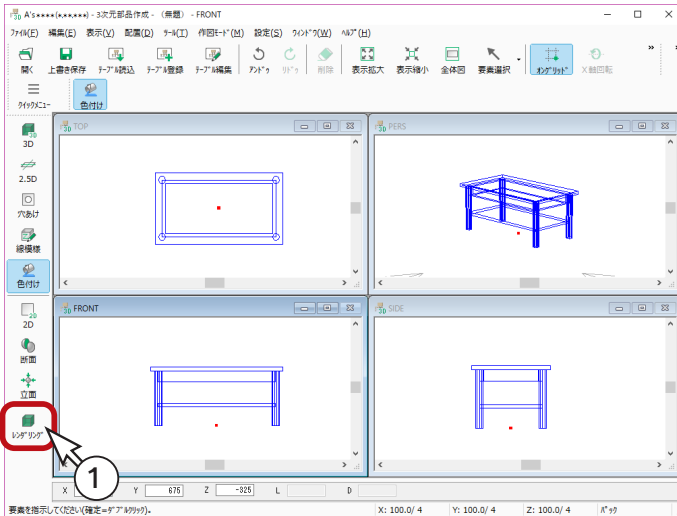 A's****(*,**,***) - 3次元部品作成 - （無題） - FRONT
ﾌｧｲﾙ(F) 編集(E) 表示(V) 配置(D) ﾂｰﾙ(T) 作図ﾓｰﾄﾞ(M) 設定(S) ｳｨﾝﾄﾞｳ(W) ﾍﾙﾌﾟ(H)
開く 上書き保存 ﾃｰﾌﾞﾙ読込 ﾃｰﾌﾞﾙ登録 ﾃｰﾌﾞﾙ編集 ｱﾝﾄﾞｩ ﾘﾄﾞｩ 削除 表示拡大 表示縮小 全体図 要素選択 ｵﾝｸﾞﾘｯﾄﾞ X軸回転 »
ｸｲｯｸﾒﾆｭｰ 色付け
3D
2.5D
穴あけ
線模様
色付け
2D
断面
立面
ﾚﾝﾀﾞﾘﾝｸﾞ
TOP
PERS
FRONT
SIDE
1
X Y 675 Z -325 L D
要素を指示してください(確定=ﾀﾞﾌﾞﾙｸﾘｯｸ)。 X: 100.0/ 4 Y: 100.0/ 4 Z: 100.0/ 4 ﾊﾟｯｸ